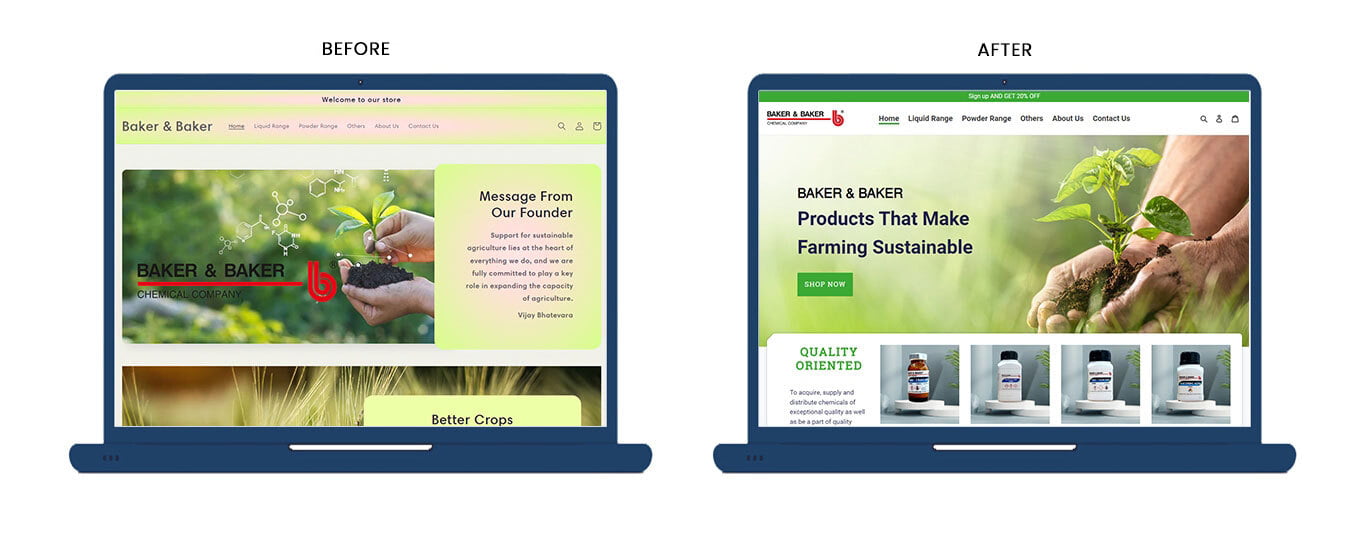 BEFORE
Welcome to our store
Baker & Baker
Home Liquid Range Powder Range Others About Us Contact Us
BAKER & BAKER b®
CHEMICAL COMPANY
Message From
Our Founder
Support for sustainable
agriculture lies at the heart of
everything we do, and we are
fully committed to play a key
role in expanding the capacity
of agriculture.
Vijay Bhatevara
Better Crops
AFTER
Sign up AND GET 20% OFF
BAKER & BAKER b®
CHEMICAL COMPANY
Home Liquid Range Powder Range Others About Us Contact Us
BAKER & BAKER
Products That Make
Farming Sustainable
SHOP NOW
QUALITY
ORIENTED
To acquire, supply and
distribute chemicals of
exceptional quality as well
as be a part of quality